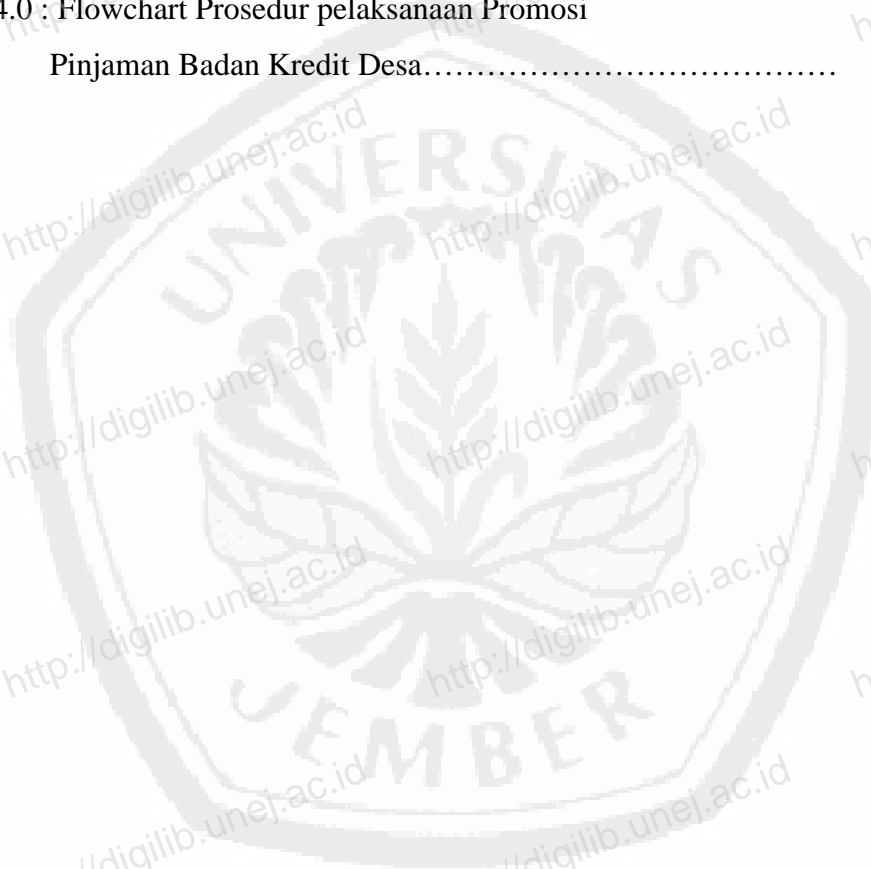 4.0 : Flowchart Prosedur pelaksanaan Promosi
Pinjaman Badan Kredit Desa…………………………………
http://digilib.unej.ac.id
http://digilib.unej.ac.id
UNIVERSITAS
http://digilib.unej.ac.id
http://digilib.unej.ac.id
http://digilib.unej.ac.id
http://digilib.unej.ac.id
JEMBER
//digilib.unej.ac.id
//digilib.unej.ac.id